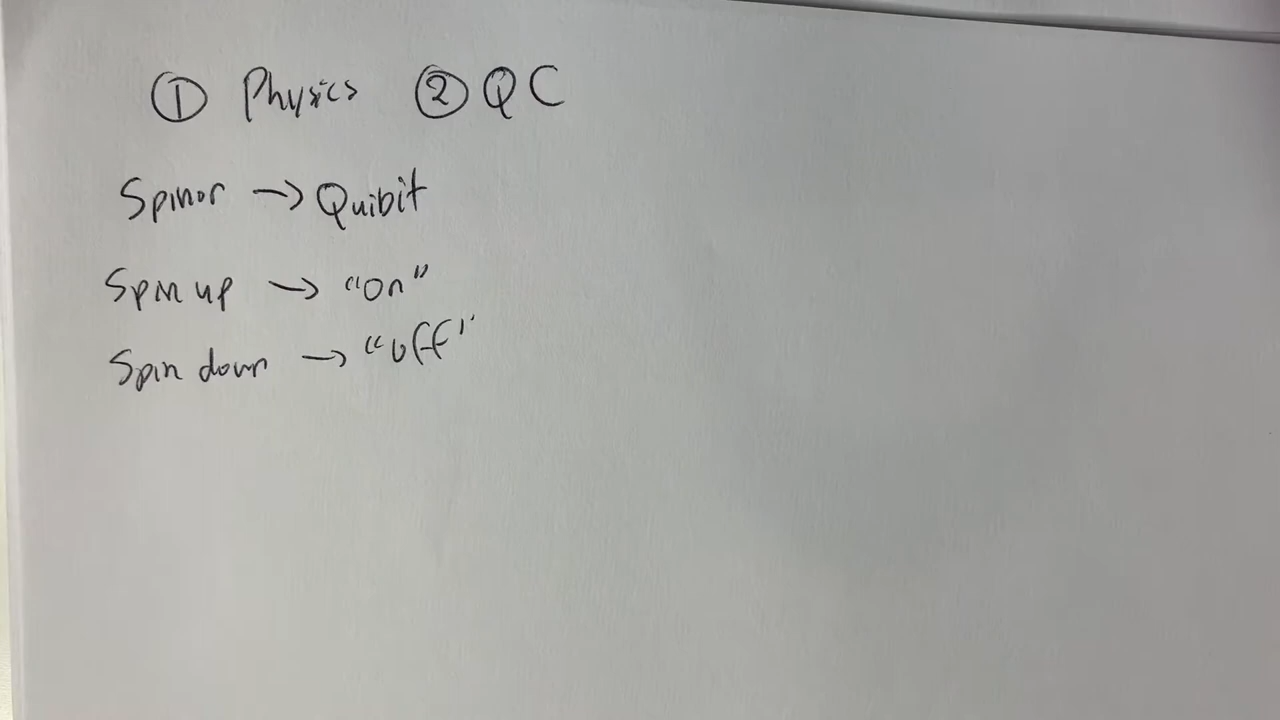 ① Physics ② QC
Spinor → Quibit
Spin up → "on"
Spin down → "off"